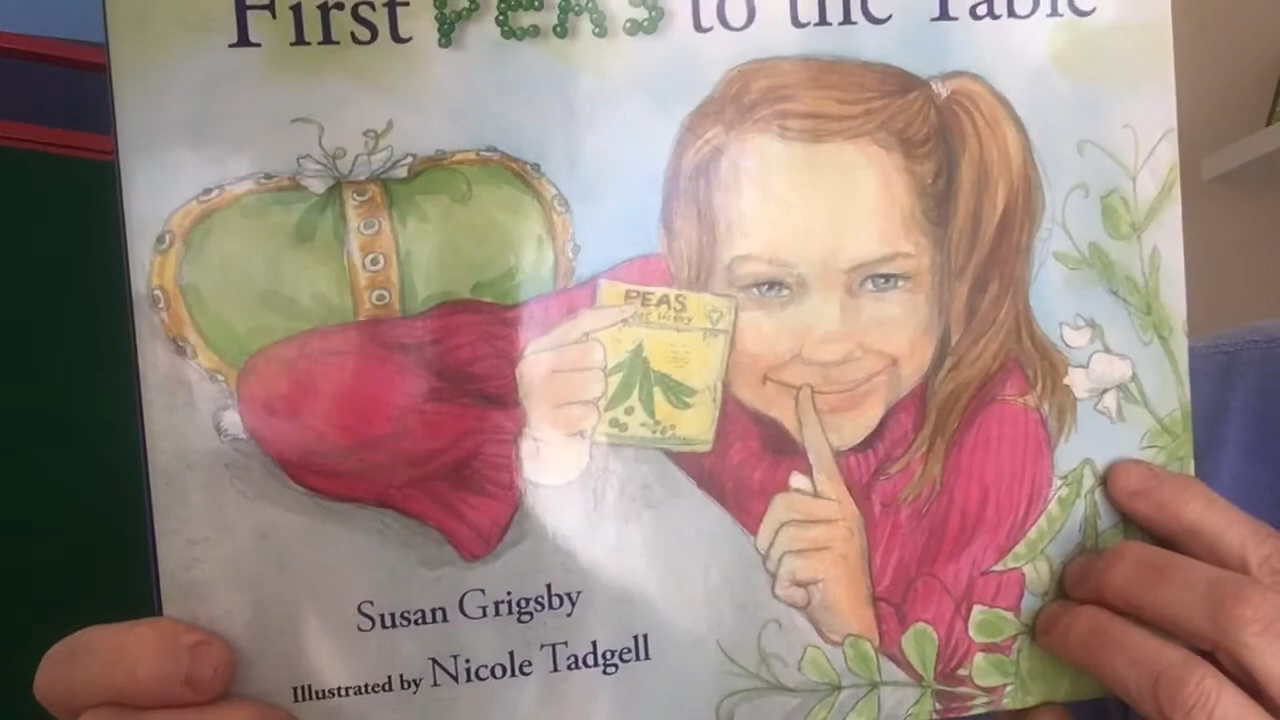 First PEAS to the Table
PEAS
Susan Grigsby
Illustrated by Nicole Tadgell